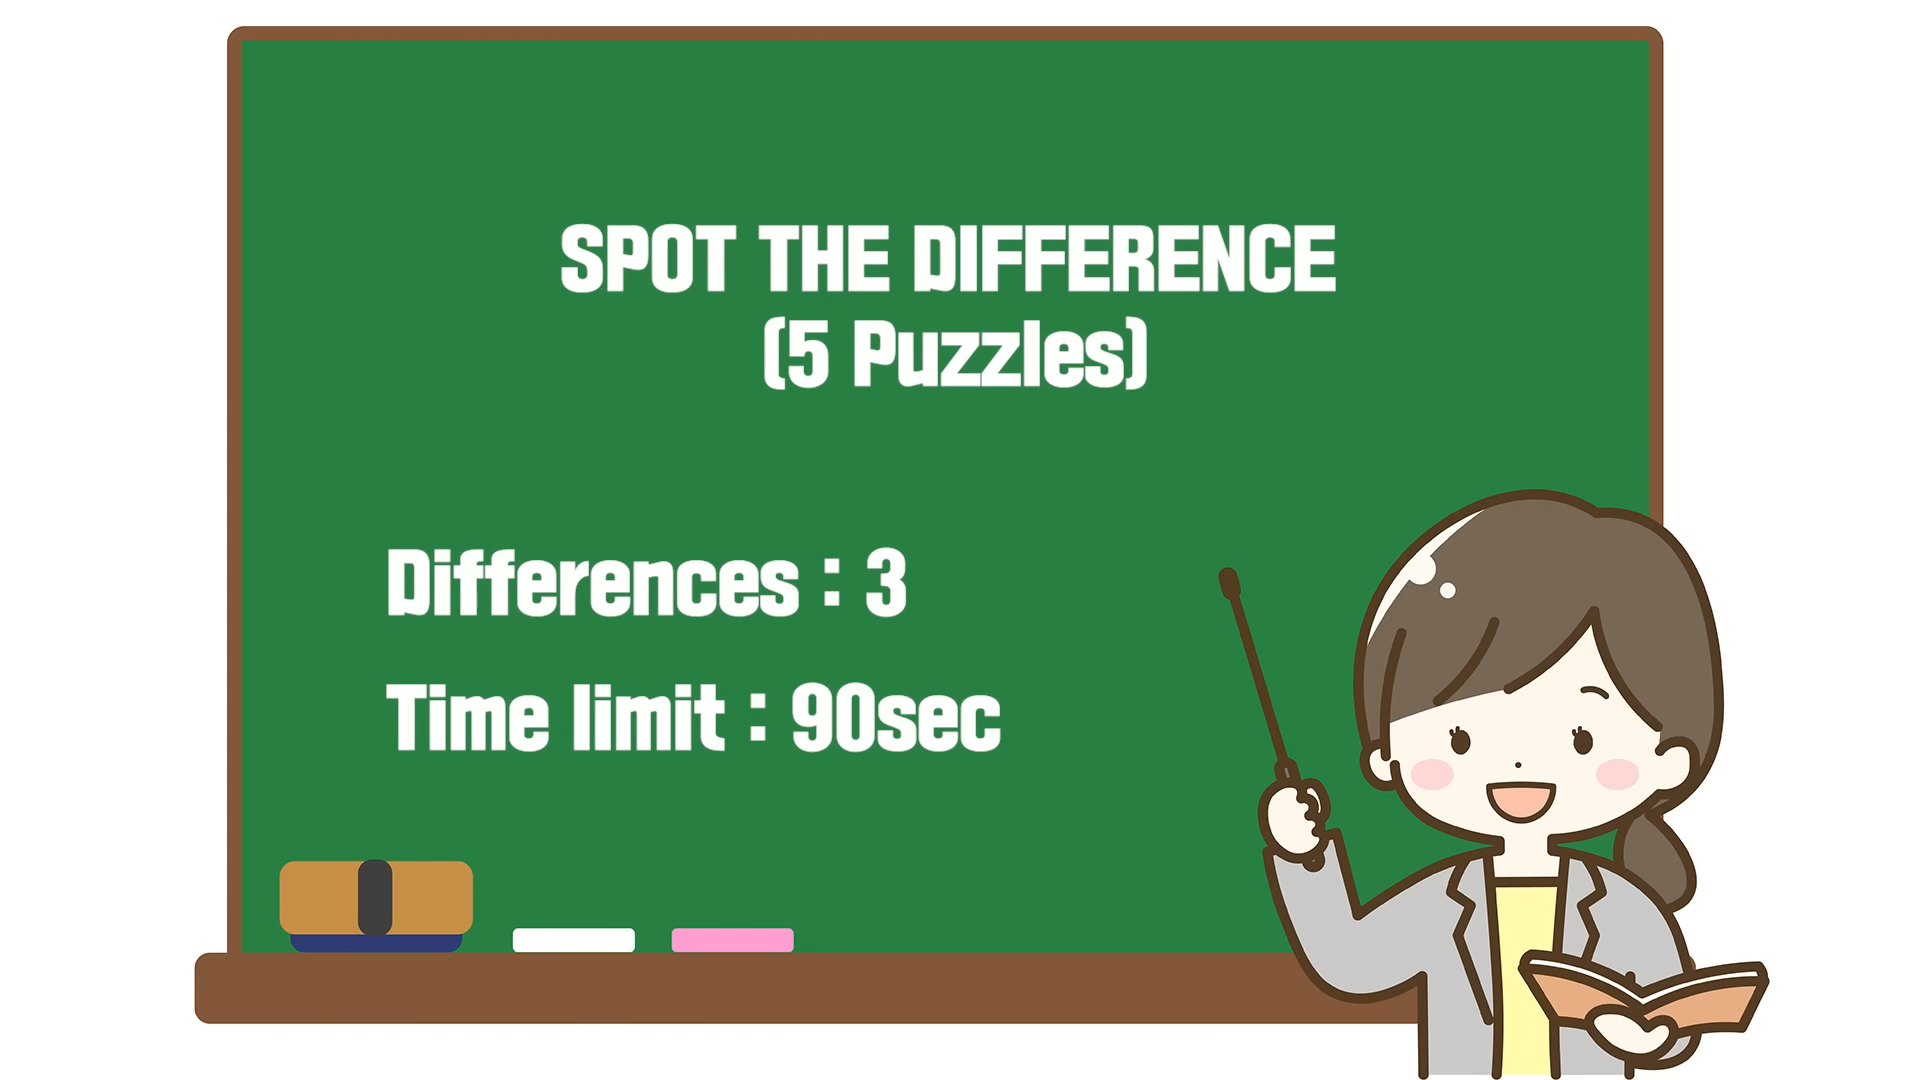 SPOT THE DIFFERENCE
(5 Puzzles)
Differences : 3
Time limit : 90sec